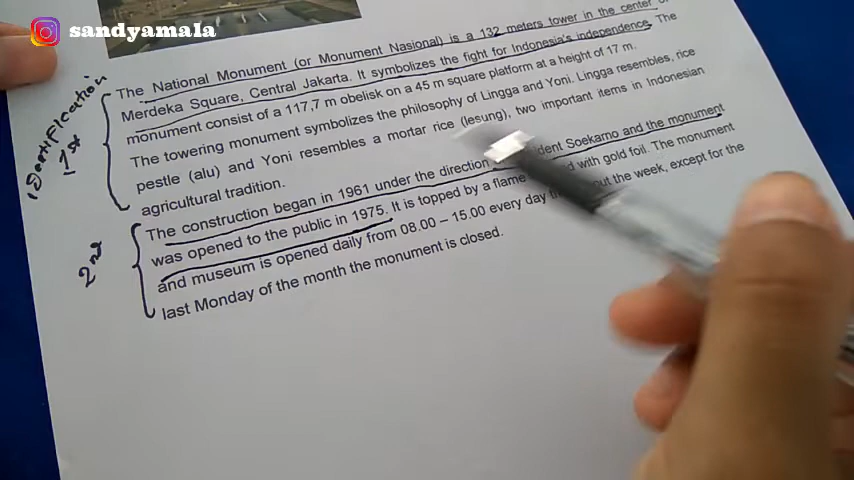 sandyamala
The National Monument (or Monument Nasional) is a 132 meters tower in the center of
Merdeka Square, Central Jakarta. It symbolizes the fight for Indonesia's independence. The
monument consist of a 117,7 m obelisk on a 45 m square platform at a height of 17 m.
The towering monument symbolizes the philosophy of Lingga and Yoni. Lingga resembles, rice
pestle (alu) and Yoni resembles a mortar rice (lesung), two important items in Indonesian
agricultural tradition.
The construction began in 1961 under the direction dent Soekarno and the monument
was opened to the public in 1975. It is topped by a flame with gold foil. The monument
and museum is opened daily from 08.00 – 15.00 every day out the week, except for the
last Monday of the month the monument is closed.
1st
2nd